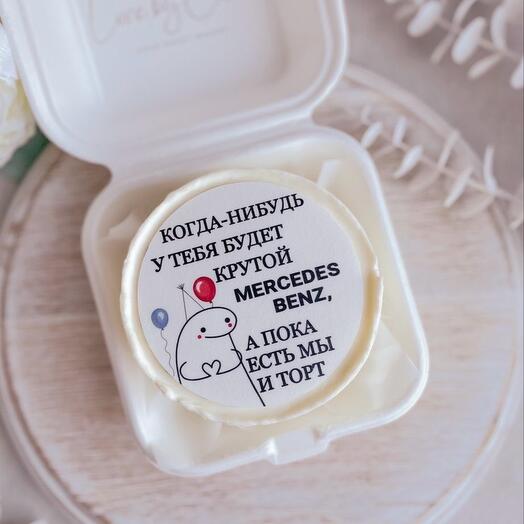 КОГДА-НИБУДЬ
У ТЕБЯ БУДЕТ
КРУТОЙ
MERCEDES
BENZ,
А ПОКА
ЕСТЬ МЫ
И ТОРТ